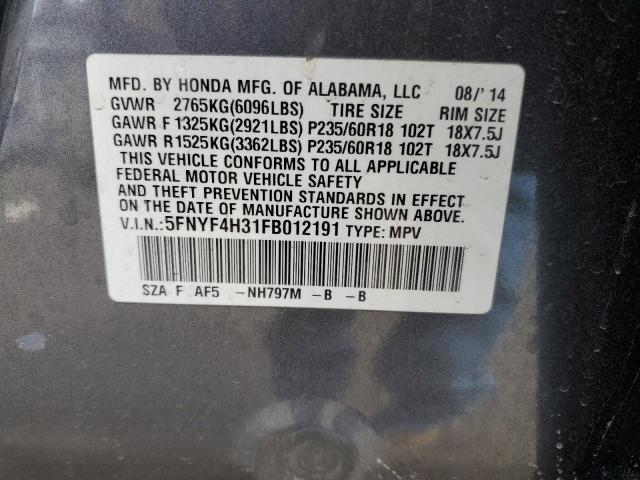 MFD. BY HONDA MFG. OF ALABAMA, LLC 08/'14
GVWR 2765KG(6096LBS) TIRE SIZE RIM SIZE
GAWR F 1325KG(2921LBS) P235/60R18 102T 18X7.5J
GAWR R 1525KG(3362LBS) P235/60R18 102T 18X7.5J
THIS VEHICLE CONFORMS TO ALL APPLICABLE
FEDERAL MOTOR VEHICLE SAFETY
AND THEFT PREVENTION STANDARDS IN EFFECT
ON THE DATE OF MANUFACTURE SHOWN ABOVE.
V.I.N.:5FNYF4H31FB012191 TYPE: MPV
SZA F AF5 -NH797M -B -B